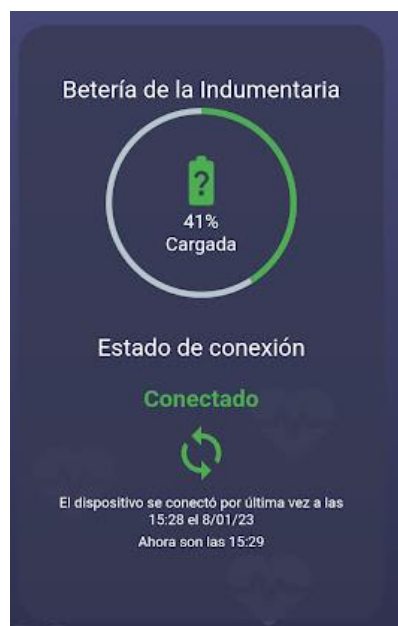 Betería de la Indumentaria
?
41%
Cargada
Estado de conexión
Conectado
El dispositivo se conectó por última vez a las
15:28 el 8/01/23
Ahora son las 15:29